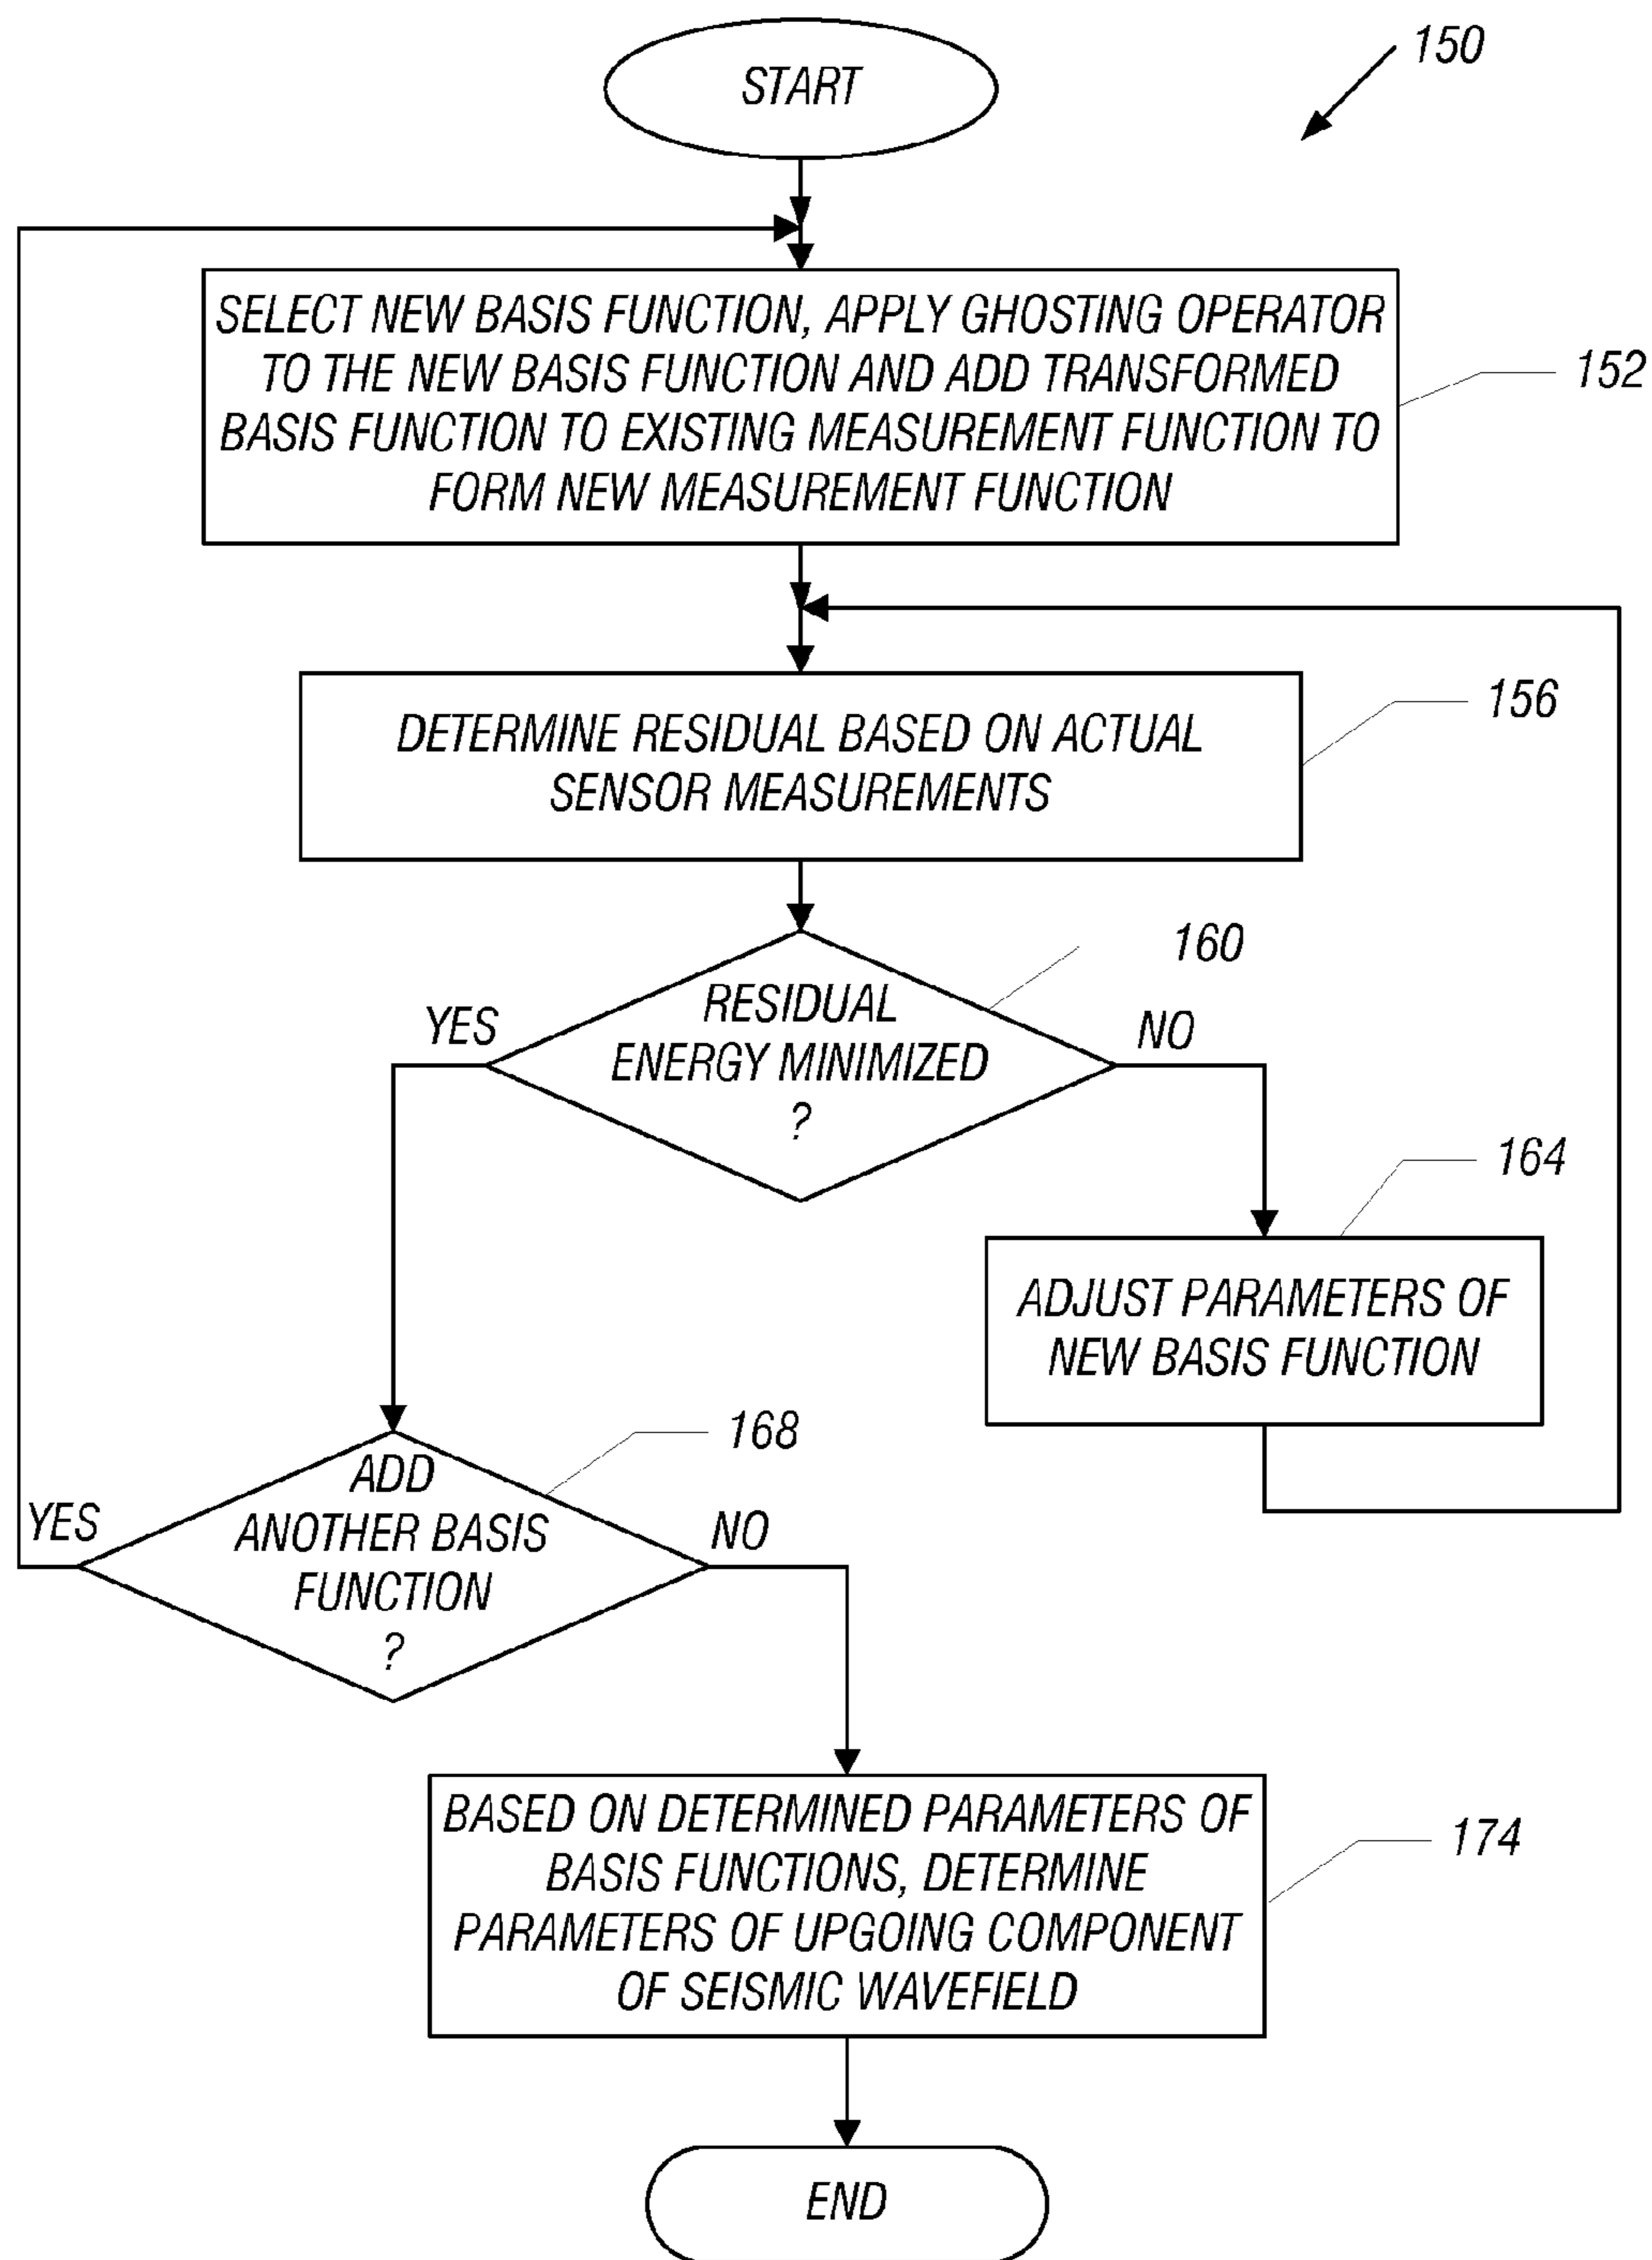 START
150
SELECT NEW BASIS FUNCTION, APPLY GHOSTING OPERATOR
TO THE NEW BASIS FUNCTION AND ADD TRANSFORMED
BASIS FUNCTION TO EXISTING MEASUREMENT FUNCTION TO
FORM NEW MEASUREMENT FUNCTION
152
DETERMINE RESIDUAL BASED ON ACTUAL
SENSOR MEASUREMENTS
156
160
RESIDUAL
ENERGY MINIMIZED
?
YES
NO
164
ADJUST PARAMETERS OF
NEW BASIS FUNCTION
168
ADD
ANOTHER BASIS
FUNCTION
?
YES
NO
BASED ON DETERMINED PARAMETERS OF
BASIS FUNCTIONS, DETERMINE
PARAMETERS OF UPGOING COMPONENT
OF SEISMIC WAVEFIELD
174
END